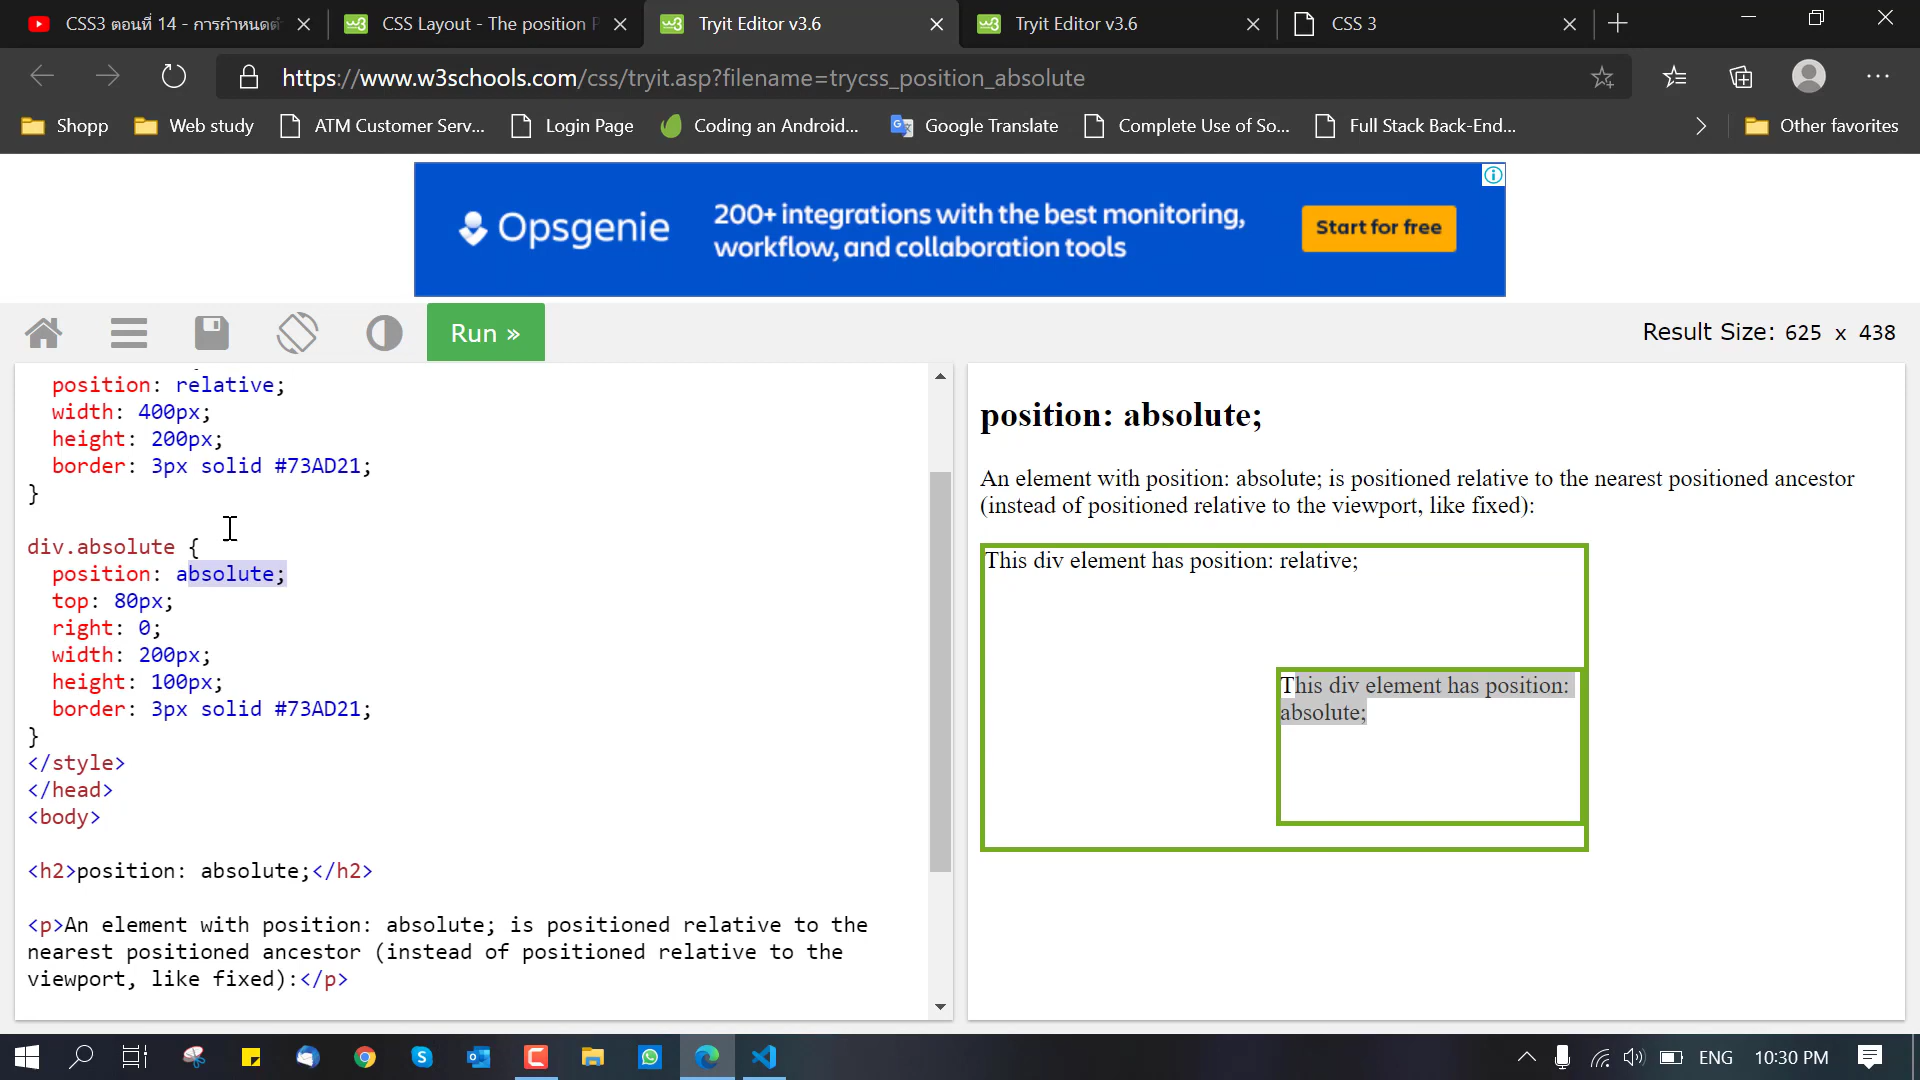 CSS3 ตอนที่ 14 - การกำหนดตำ
CSS Layout - The position P
Tryit Editor v3.6
Tryit Editor v3.6
CSS 3
https://www.w3schools.com/css/tryit.asp?filename=trycss_position_absolute
Shopp
Web study
ATM Customer Serv...
Login Page
Coding an Android...
Google Translate
Complete Use of So...
Full Stack Back-End...
Other favorites
Opsgenie
200+ integrations with the best monitoring,
workflow, and collaboration tools
Start for free
Run »
Result Size: 625 x 438
position: relative;
width: 400px;
height: 200px;
border: 3px solid #73AD21;
}
div.absolute {
position: absolute;
top: 80px;
right: 0;
width: 200px;
height: 100px;
border: 3px solid #73AD21;
}
</style>
</head>
<body>
<h2>position: absolute;</h2>
<p>An element with position: absolute; is positioned relative to the
nearest positioned ancestor (instead of positioned relative to the
viewport, like fixed):</p>
position: absolute;
An element with position: absolute; is positioned relative to the nearest positioned ancestor
(instead of positioned relative to the viewport, like fixed):
This div element has position: relative;
This div element has position:
absolute;
ENG
10:30 PM